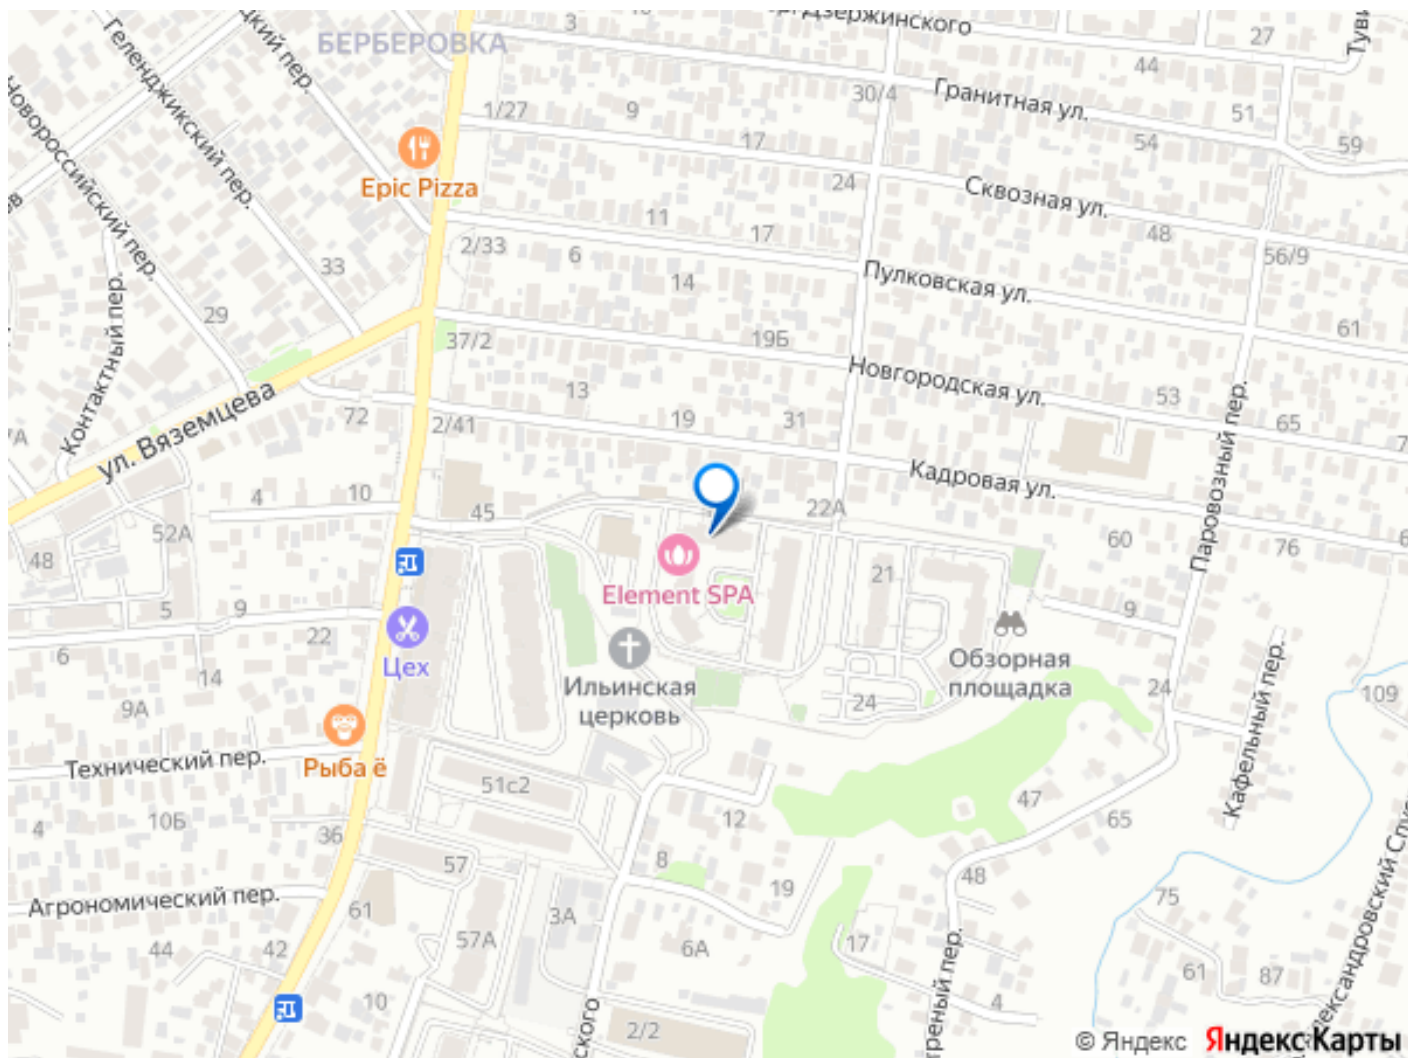 Дзержинского
БЕРБЕРОВКА
3
27
44
Гранитная ул.
30/4
51
1/27
9
17
54
59
Геленджикский пер.
Новороссийский пер.
Epic Pizza
24
Сквозная ул.
11
17
48
2/33
6
56/9
33
14
Пулковская ул.
Контактный пер.
29
61
37/2
19Б
Новгородская ул.
53
13
65
72
19
31
2/41
ул. Вяземцева
Паровозный пер.
Кадровая ул.
4
10
45
22А
52А
60
76
48
21
Element SPA
5
9
22
9
6
Цех
Обзорная
площадка
14
Ильинская
церковь
24
24
109
9А
Технический пер.
Рыба ё
51с2
Кафельный пер.
47
4
10Б
36
12
65
57
8
48
19
75
Агрономический пер.
61
3А
44
42
57А
6А
17
61
87
10
4
2/2
© Яндекс
Яндекс Карты